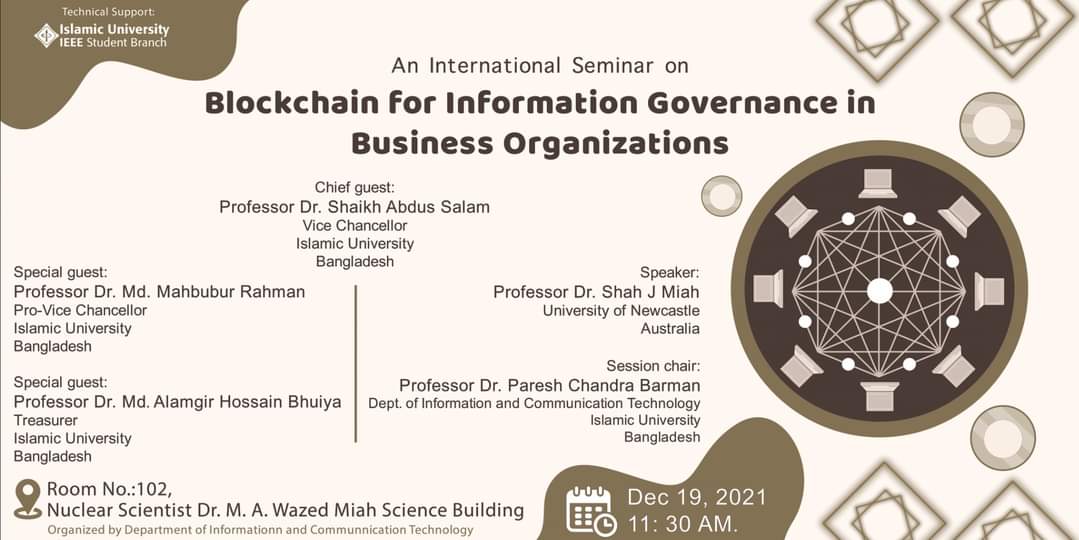 Technical Support:
Islamic University
IEEE Student Branch
An International Seminar on
Blockchain for Information Governance in
Business Organizations
Chief guest:
Professor Dr. Shaikh Abdus Salam
Vice Chancellor
Islamic University
Bangladesh
Special guest:
Professor Dr. Md. Mahbubur Rahman
Pro-Vice Chancellor
Islamic University
Bangladesh
Special guest:
Professor Dr. Md. Alamgir Hossain Bhuiya
Treasurer
Islamic University
Bangladesh
Speaker:
Professor Dr. Shah J Miah
University of Newcastle
Australia
Session chair:
Professor Dr. Paresh Chandra Barman
Dept. of Information and Communication Technology
Islamic University
Bangladesh
Room No.:102,
Nuclear Scientist Dr. M. A. Wazed Miah Science Building
Organized by Department of Informationn and Commnunication Technology
Dec 19, 2021
11: 30 AM.